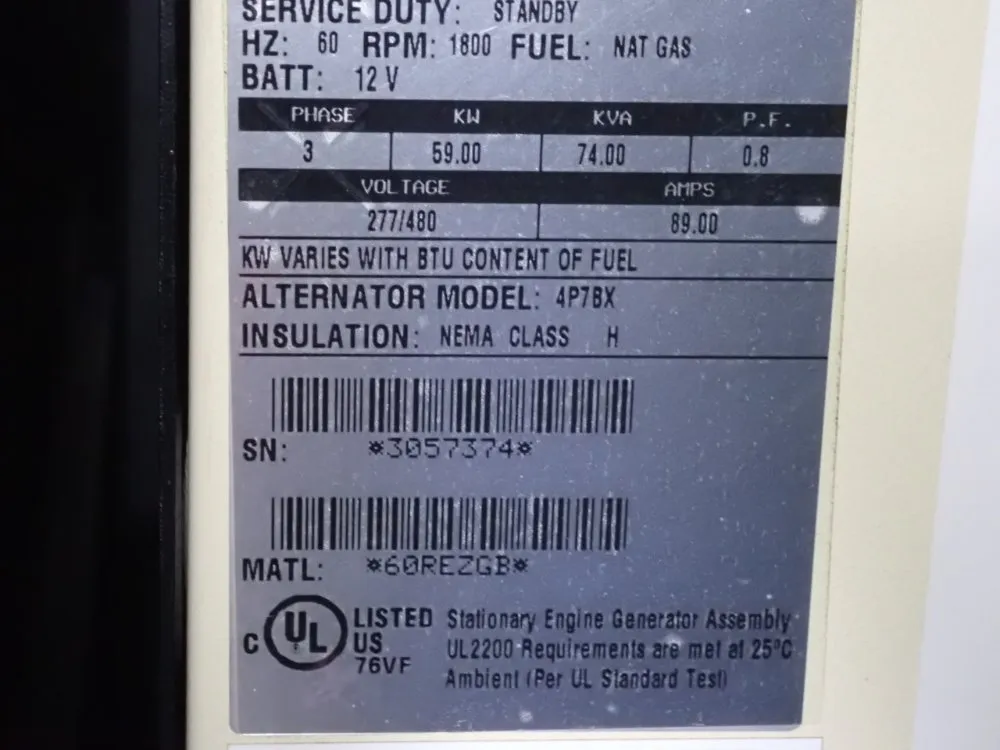 SERVICE DUTY: STANDBY
HZ: 60 RPM: 1800 FUEL: NAT GAS
BATT: 12 V
PHASE KW KVA P.F.
3 59.00 74.00 0.8
VOLTAGE AMPS
277/480 89.00
KW VARIES WITH BTU CONTENT OF FUEL
ALTERNATOR MODEL: 4P7BX
INSULATION: NEMA CLASS H
SN: *3057374*
MATL: *60REZGB*
C UL LISTED Stationary Engine Generator Assembly
US UL2200 Requirements are met at 25°C
76VF Ambient (Per UL Standard Test)